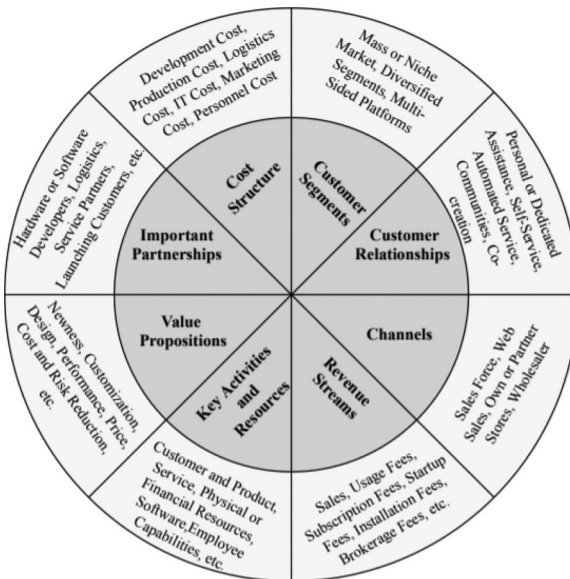 Development Cost,
Production Cost, Logistics
Cost, IT Cost, Marketing
Cost, Personnel Cost
Mass or Niche
Market, Diversified
Segments, Multi-
Sided Platforms
Personal or Dedicated
Assistance, Self-Service,
Automated Service,
Communities, Co-
creation
Sales Force, Web
Sales, Own or Partner
Stores, Wholesaler
Sales, Usage Fees,
Subscription Fees, Startup
Fees, Installation Fees,
Brokerage Fees, etc.
Customer and Product,
Service, Physical or
Financial Resources,
Software,Employee
Capabilities, etc.
Newness, Customization,
Design, Performance, Price,
Cost and Risk Reduction,
etc.
Hardware or Software
Developers, Logistics,
Service Partners,
Launching Customers, etc.
Cost
Structure
Customer
Segments
Customer
Relationships
Channels
Revenue
Streams
Key Activities
and
Resources
Value
Propositions
Important
Partnerships